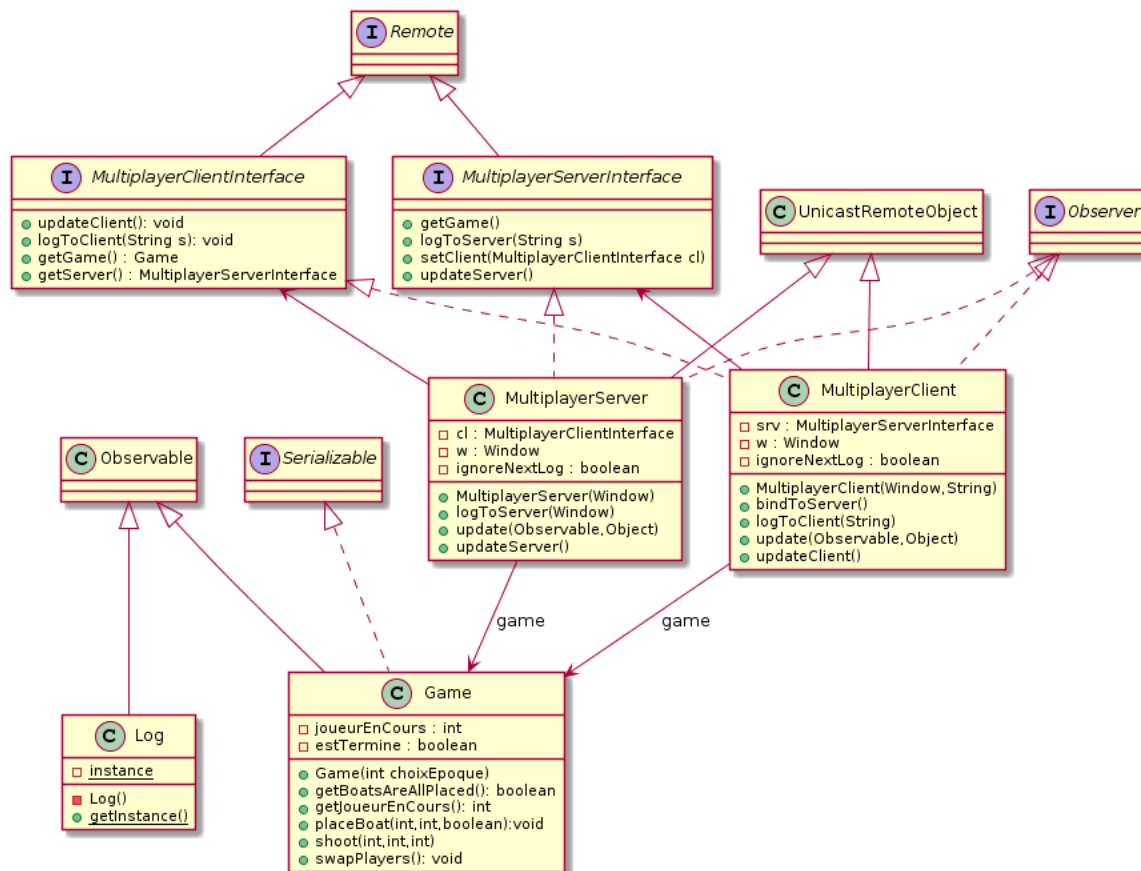 I Remote
I MultiplayerClientInterface
updateClient(): void
logToClient(String s): void
getGame() : Game
getServer() : MultiplayerServerInterface
I MultiplayerServerInterface
getGame()
logToServer(String s)
setClient(MultiplayerClientInterface cl)
updateServer()
C UnicastRemoteObject
I Observer
C MultiplayerServer
cl : MultiplayerClientInterface
w : Window
ignoreNextLog : boolean
MultiplayerServer(Window)
logToServer(Window)
update(Observable,Object)
updateServer()
C MultiplayerClient
srv : MultiplayerServerInterface
w : Window
ignoreNextLog : boolean
MultiplayerClient(Window,String)
bindToServer()
logToClient(String)
update(Observable,Object)
updateClient()
C Observable
I Serializable
game
game
C Log
instance
Log()
getInstance()
C Game
joueurEnCours : int
estTermine : boolean
Game(int choixEpoque)
getBoatsAreAllPlaced(): boolean
getJoueurEnCours(): int
placeBoat(int,int,boolean):void
shoot(int,int,int)
swapPlayers(): void